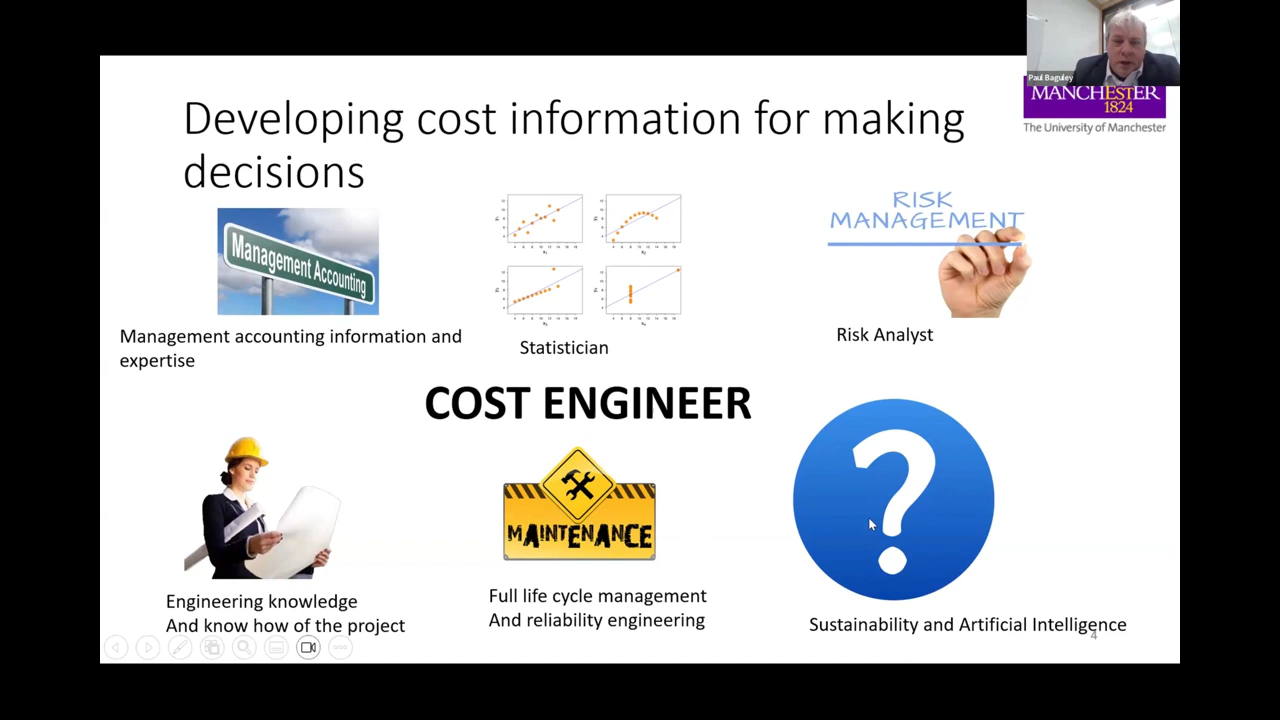 Paul Baguley
MANCHESTER
1824
The University of Manchester
Developing cost information for making
decisions
Management Accounting
RISK
MANAGEMENT
Management accounting information and
expertise
Statistician
Risk Analyst
COST ENGINEER
MAINTENANCE
?
Engineering knowledge
And know how of the project
Full life cycle management
And reliability engineering
Sustainability and Artificial Intelligence
4